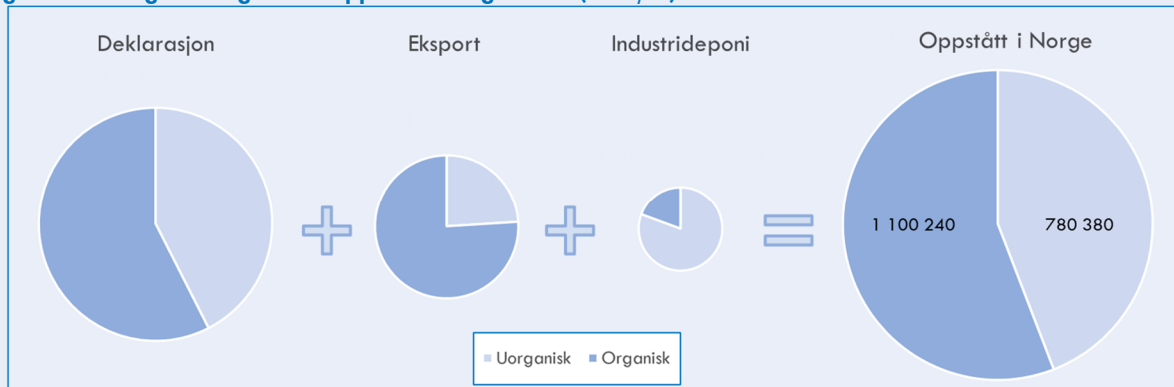 Deklarasjon
Eksport
Industrideponi
Oppstått i Norge
1 100 240
780 380
Uorganisk
Organisk